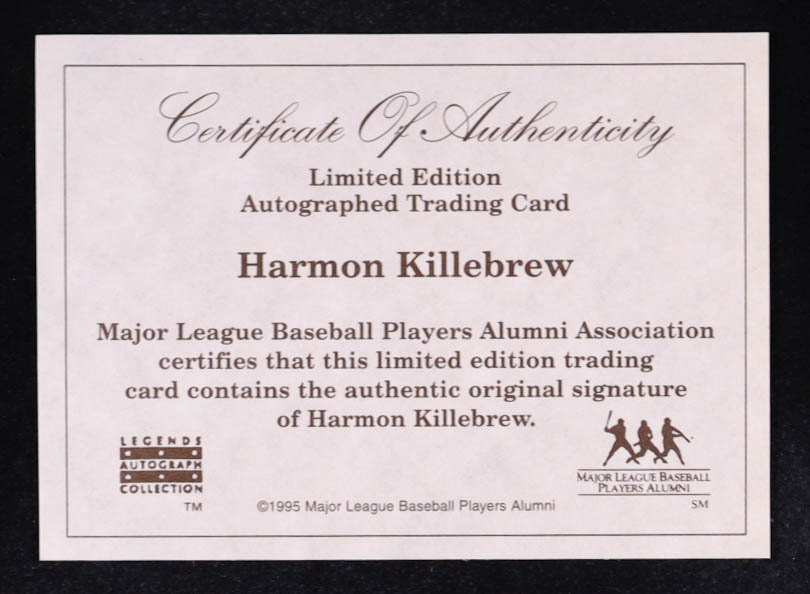 Certificate Of Authenticity
Limited Edition
Autographed Trading Card
Harmon Killebrew
Major League Baseball Players Alumni Association
certifies that this limited edition trading
card contains the authentic original signature
of Harmon Killebrew.
LEGENDS
AUTOGRAPH
COLLECTION
TM
©1995 Major League Baseball Players Alumni
MAJOR LEAGUE BASEBALL
PLAYERS ALUMNI
SM